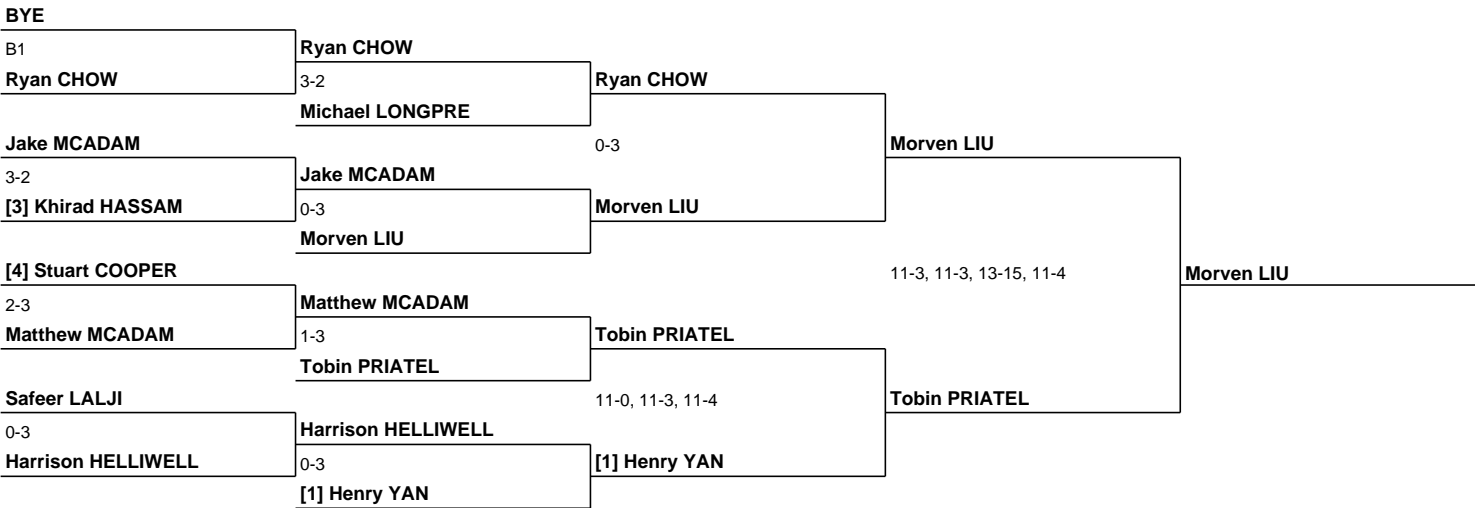 BYE
B1
Ryan CHOW
Ryan CHOW
3-2
Ryan CHOW
Michael LONGPRE
Jake MCADAM
0-3
Morven LIU
3-2
Jake MCADAM
[3] Khirad HASSAM
0-3
Morven LIU
Morven LIU
[4] Stuart COOPER
11-3, 11-3, 13-15, 11-4
Morven LIU
2-3
Matthew MCADAM
Matthew MCADAM
1-3
Tobin PRIATEL
Tobin PRIATEL
Safeer LALJI
11-0, 11-3, 11-4
Tobin PRIATEL
0-3
Harrison HELLIWELL
Harrison HELLIWELL
0-3
[1] Henry YAN
[1] Henry YAN